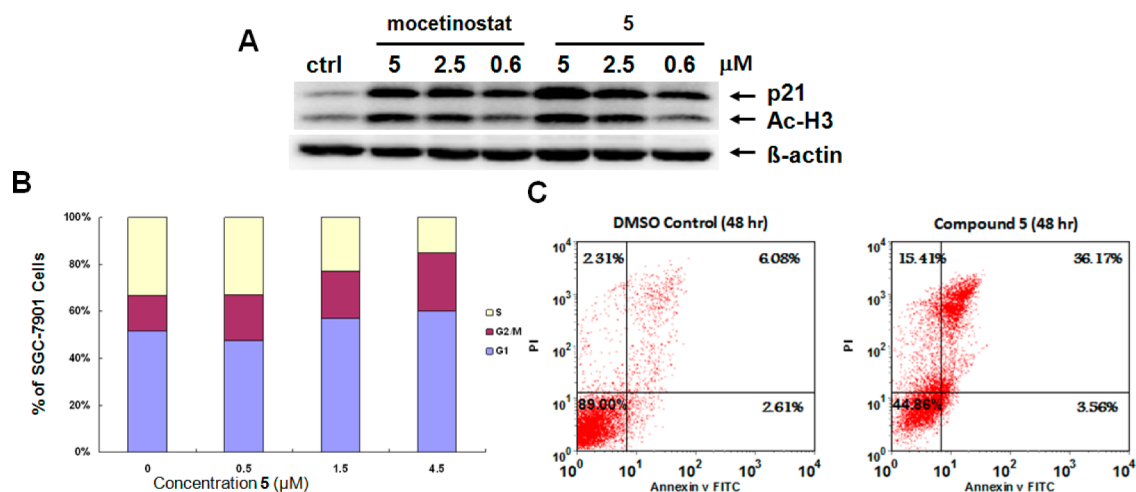 A
mocetinostat 5
ctrl 5 2.5 0.6 5 2.5 0.6 μM
p21
Ac-H3
ß-actin
B
100%
80%
60%
40%
20%
0%
% of SGC-7901 Cells
0 0.5 1.5 4.5
Concentration 5 (μM)
S
G2/M
G1
C
DMSO Control (48 hr)
10⁴
10³
10²
10¹
10⁰
PI
2.31% 6.08%
89.00% 2.61%
10⁰ 10¹ 10² 10³ 10⁴
Annexin v FITC
Compound 5 (48 hr)
10⁴
10³
10²
10¹
10⁰
PI
15.41% 36.17%
44.86% 3.56%
10⁰ 10¹ 10² 10³ 10⁴
Annexin v FITC